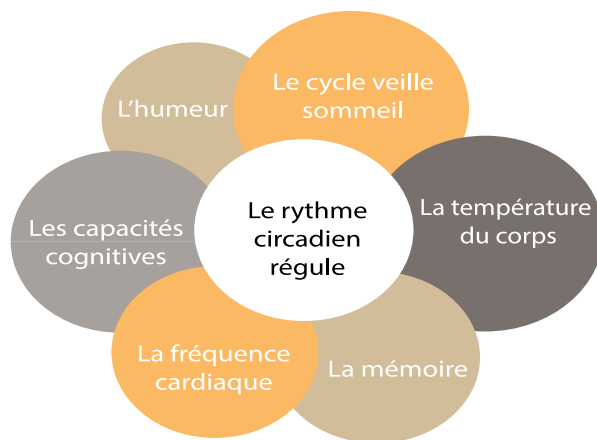 Le cycle veille
sommeil
L'humeur
La température
du corps
Le rythme
circadien
régule
Les capacités
cognitives
La fréquence
cardiaque
La mémoire